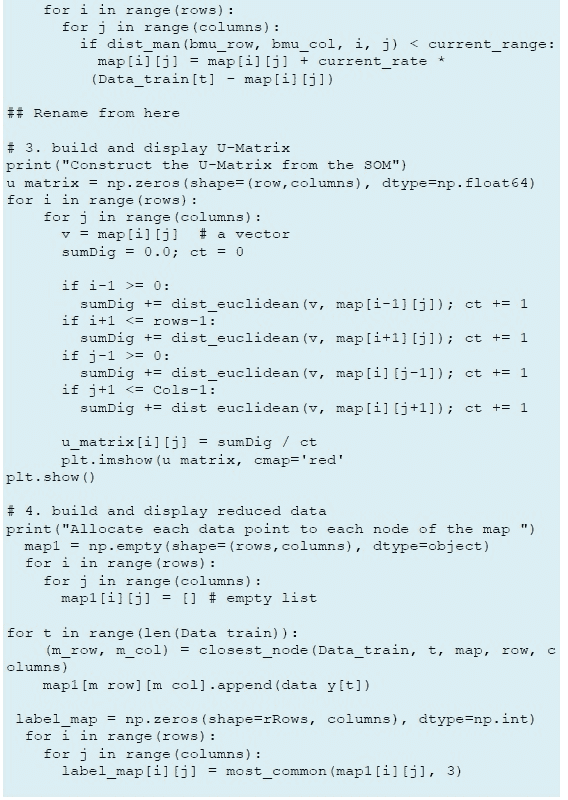 for i in range(rows):
for j in range(columns):
if dist_man(bmu_row, bmu_col, i, j) < current_range:
map[i][j] = map[i][j] + current_rate *
(Data_train[t] - map[i][j])
## Rename from here
# 3. build and display U-Matrix
print("Construct the U-Matrix from the SOM")
u matrix = np.zeros(shape=(row,columns), dtype=np.float64)
for i in range(rows):
for j in range(columns):
v = map[i][j] # a vector
sumDig = 0.0; ct = 0
if i-1 >= 0:
sumDig += dist_euclidean(v, map[i-1][j]); ct += 1
if i+1 <= rows-1:
sumDig += dist_euclidean(v, map[i+1][j]); ct += 1
if j-1 >= 0:
sumDig += dist_euclidean(v, map[i][j-1]); ct += 1
if j+1 <= Cols-1:
sumDig += dist euclidean(v, map[i][j+1]); ct += 1
u_matrix[i][j] = sumDig / ct
plt.imshow(u matrix, cmap='red'
plt.show()
# 4. build and display reduced data
print("Allocate each data point to each node of the map ")
map1 = np.empty(shape=(rows,columns), dtype=object)
for i in range(rows):
for j in range(columns):
map1[i][j] = [] # empty list
for t in range(len(Data train)):
(m_row, m_col) = closest_node(Data_train, t, map, row, c
olumns)
map1[m row][m col].append(data y[t])
label_map = np.zeros(shape=rRows, columns), dtype=np.int)
for i in range(rows):
for j in range(columns):
label_map[i][j] = most_common(map1[i][j], 3)